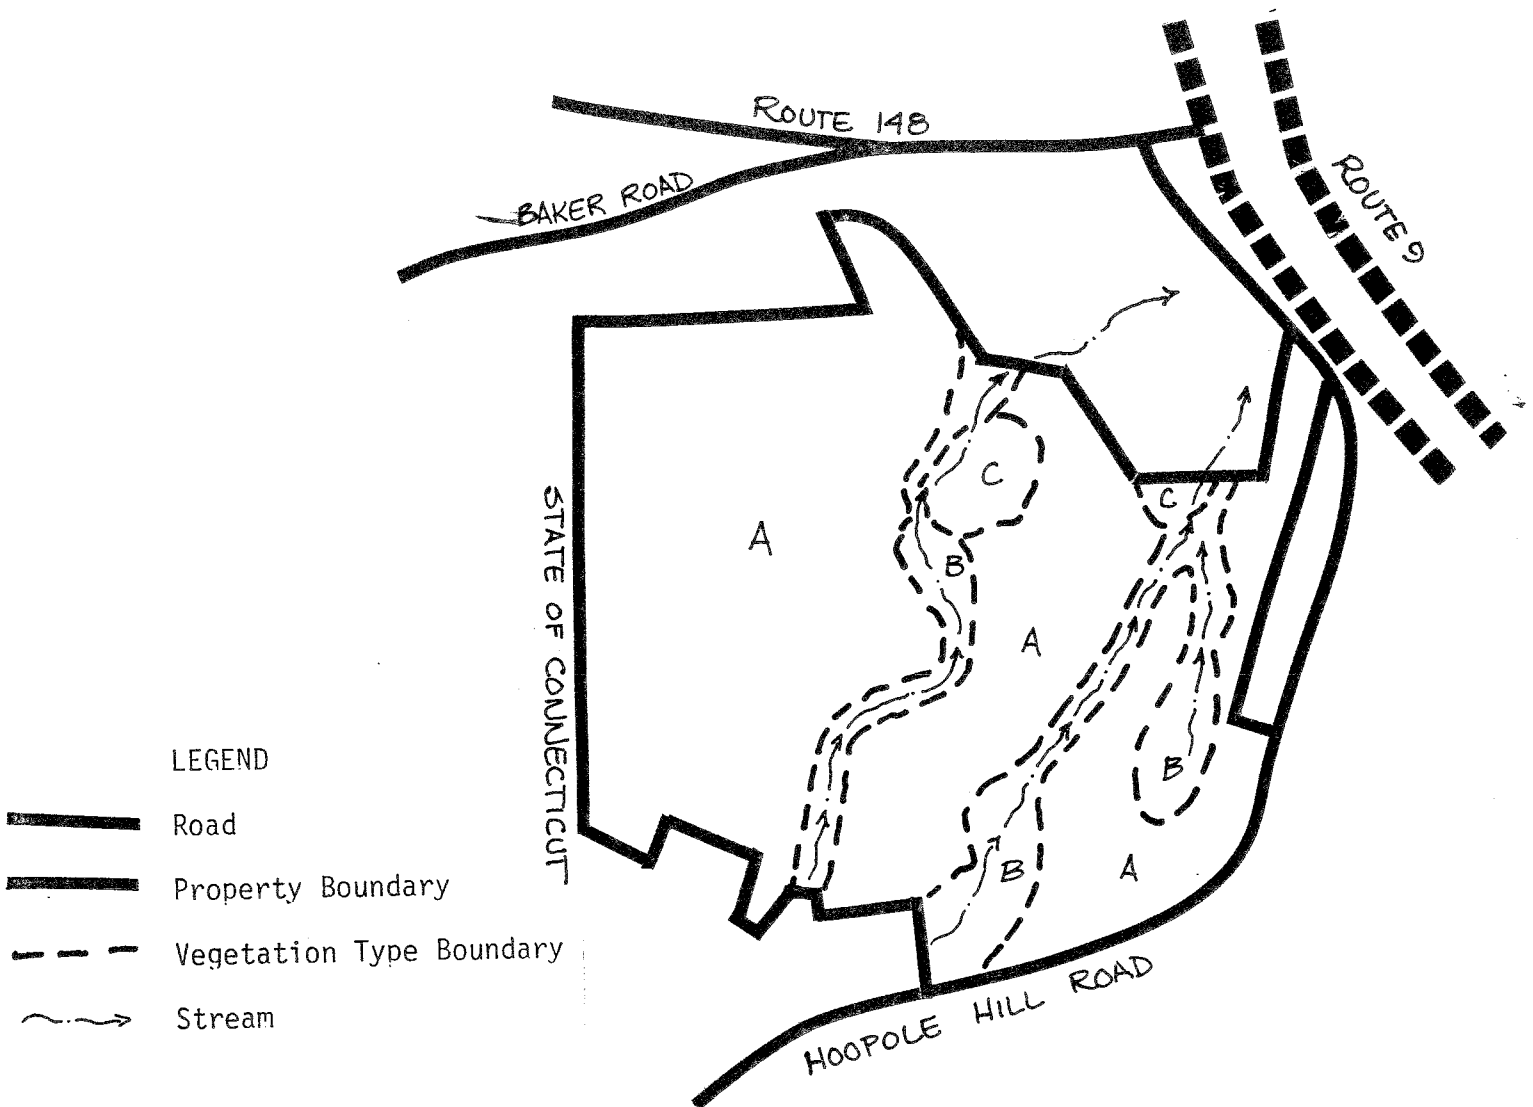 ROUTE 148
BAKER ROAD
ROUTE 9
STATE OF CONNECTICUT
A
C
C
B
A
B
B
A
HOOPOLE HILL ROAD
LEGEND
Road
Property Boundary
Vegetation Type Boundary
Stream